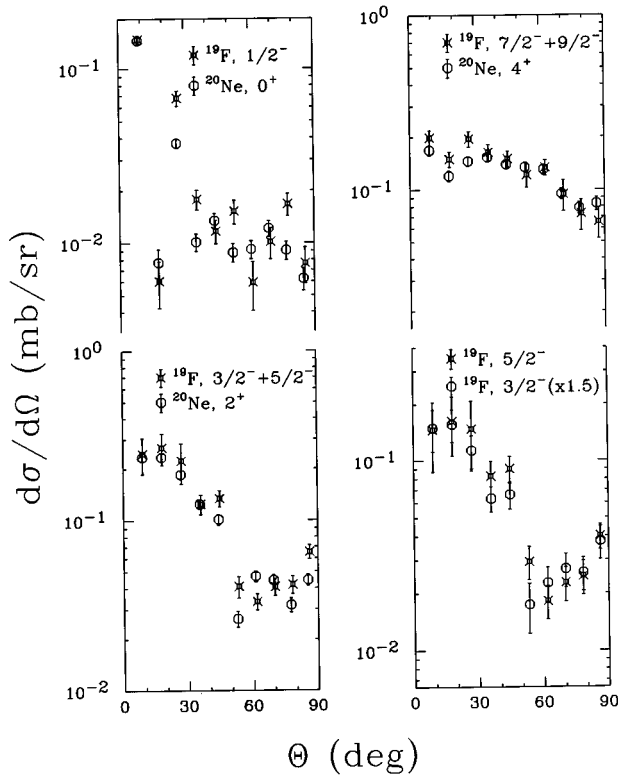 dσ/dΩ (mb/sr)
10⁻¹
10⁻²
¹⁹F, 1/2⁻
²⁰Ne, 0⁺
10⁰
10⁻¹
¹⁹F, 7/2⁻+9/2⁻
²⁰Ne, 4⁺
10⁰
10⁻¹
10⁻²
¹⁹F, 3/2⁻+5/2⁻
²⁰Ne, 2⁺
0 30 60 90
10⁻¹
10⁻²
¹⁹F, 5/2⁻
¹⁹F, 3/2⁻(x1.5)
0 30 60 90
Θ (deg)